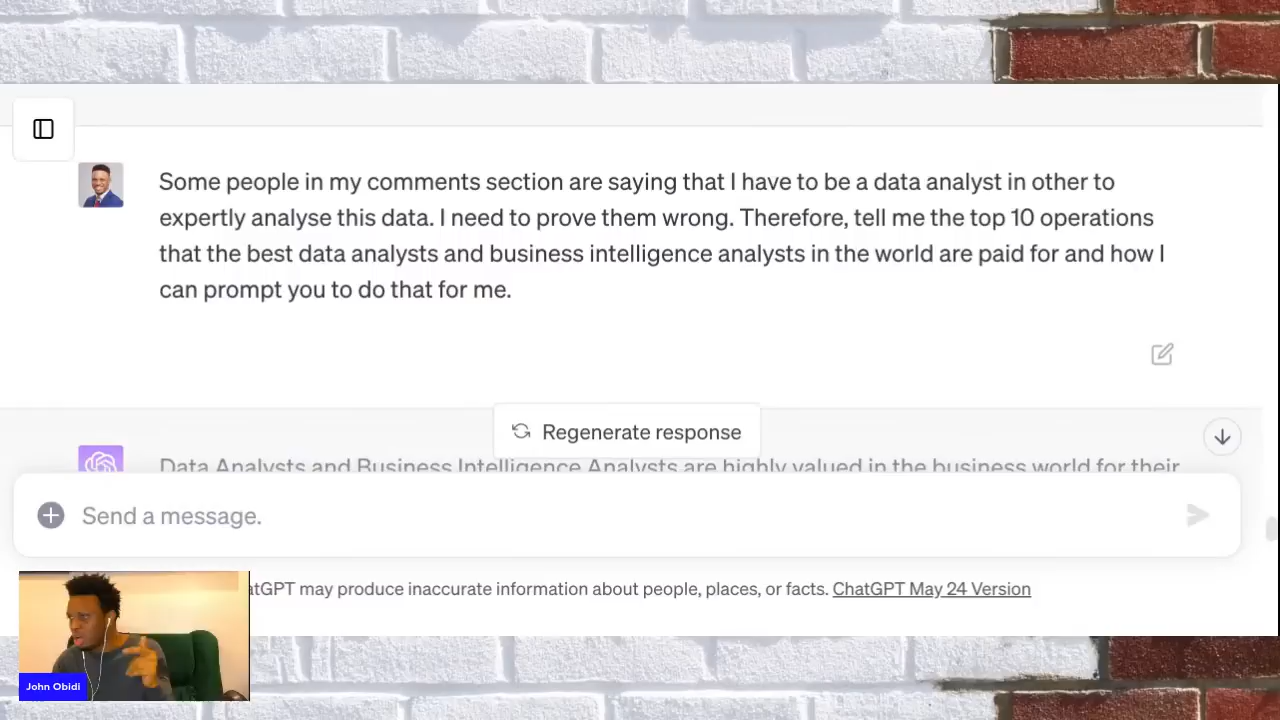 Some people in my comments section are saying that I have to be a data analyst in other to
expertly analyse this data. I need to prove them wrong. Therefore, tell me the top 10 operations
that the best data analysts and business intelligence analysts in the world are paid for and how I
can prompt you to do that for me.
Regenerate response
Data Analysts and Business Intelligence Analysts are highly valued in the business world for their
Send a message.
atGPT may produce inaccurate information about people, places, or facts. ChatGPT May 24 Version
John Obidi